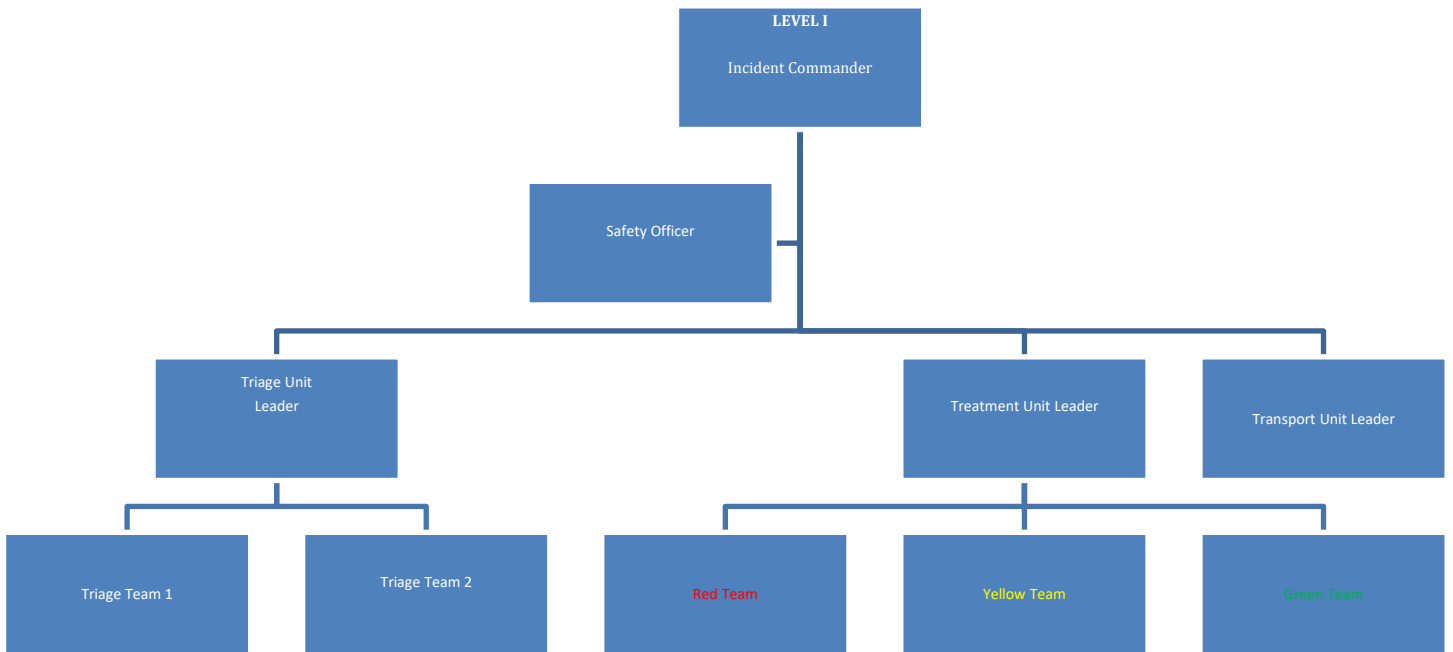 LEVEL I
Incident Commander
Safety Officer
Triage Unit
Leader
Treatment Unit Leader
Transport Unit Leader
Triage Team 1
Triage Team 2
Red Team
Yellow Team
Green Team